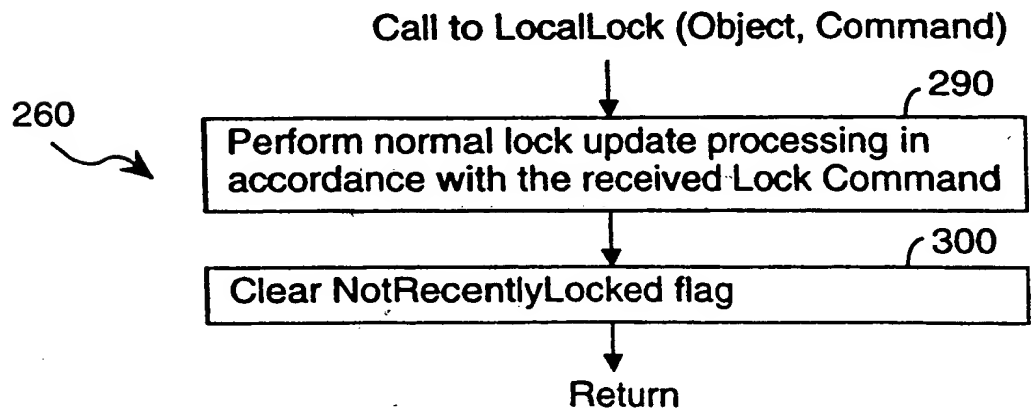 Call to LocalLock (Object, Command)
290
260
Perform normal lock update processing in
accordance with the received Lock Command
300
Clear NotRecentlyLocked flag
Return